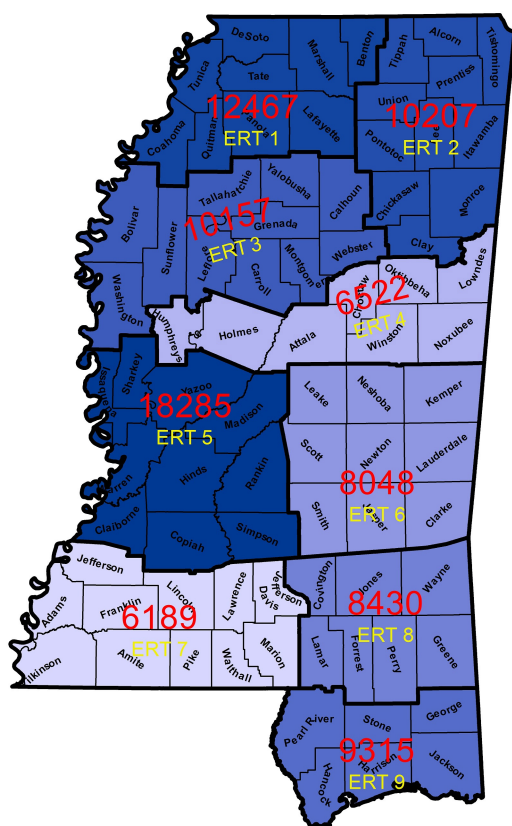 DeSoto
Marshall
Benton
Tippah
Alcorn
Tishomingo
Tunica
Tate
Prentiss
Union
12467
10207
Coahoma
Quitman
Lafayette
ERT 1
Pontotoc
ERT 2
Itawamba
Tallahatchie
Yalobusha
Calhoun
Chickasaw
Monroe
Bolivar
Sunflower
10157
Grenada
ERT 3
Carroll
Webster
Clay
Washington
Oktibbeha
Lowndes
6522
Humphreys
Holmes
ERT 4
Attala
Winston
Noxubee
Sharkey
Yazoo
Leake
Neshoba
Kemper
18285
Madison
ERT 5
Scott
Newton
Lauderdale
Hinds
Rankin
8048
ERT 6
Smith
Clarke
Claiborne
Copiah
Simpson
Jefferson
Covington
Jones
Wayne
Adams
Franklin
Lincoln
Lawrence
Jefferson
Davis
6189
8430
ERT 7
ERT 8
Amite
Pike
Walthall
Marion
Lamar
Forrest
Perry
Greene
Pearl River
Stone
George
9315
Hancock
Harrison
Jackson
ERT 9